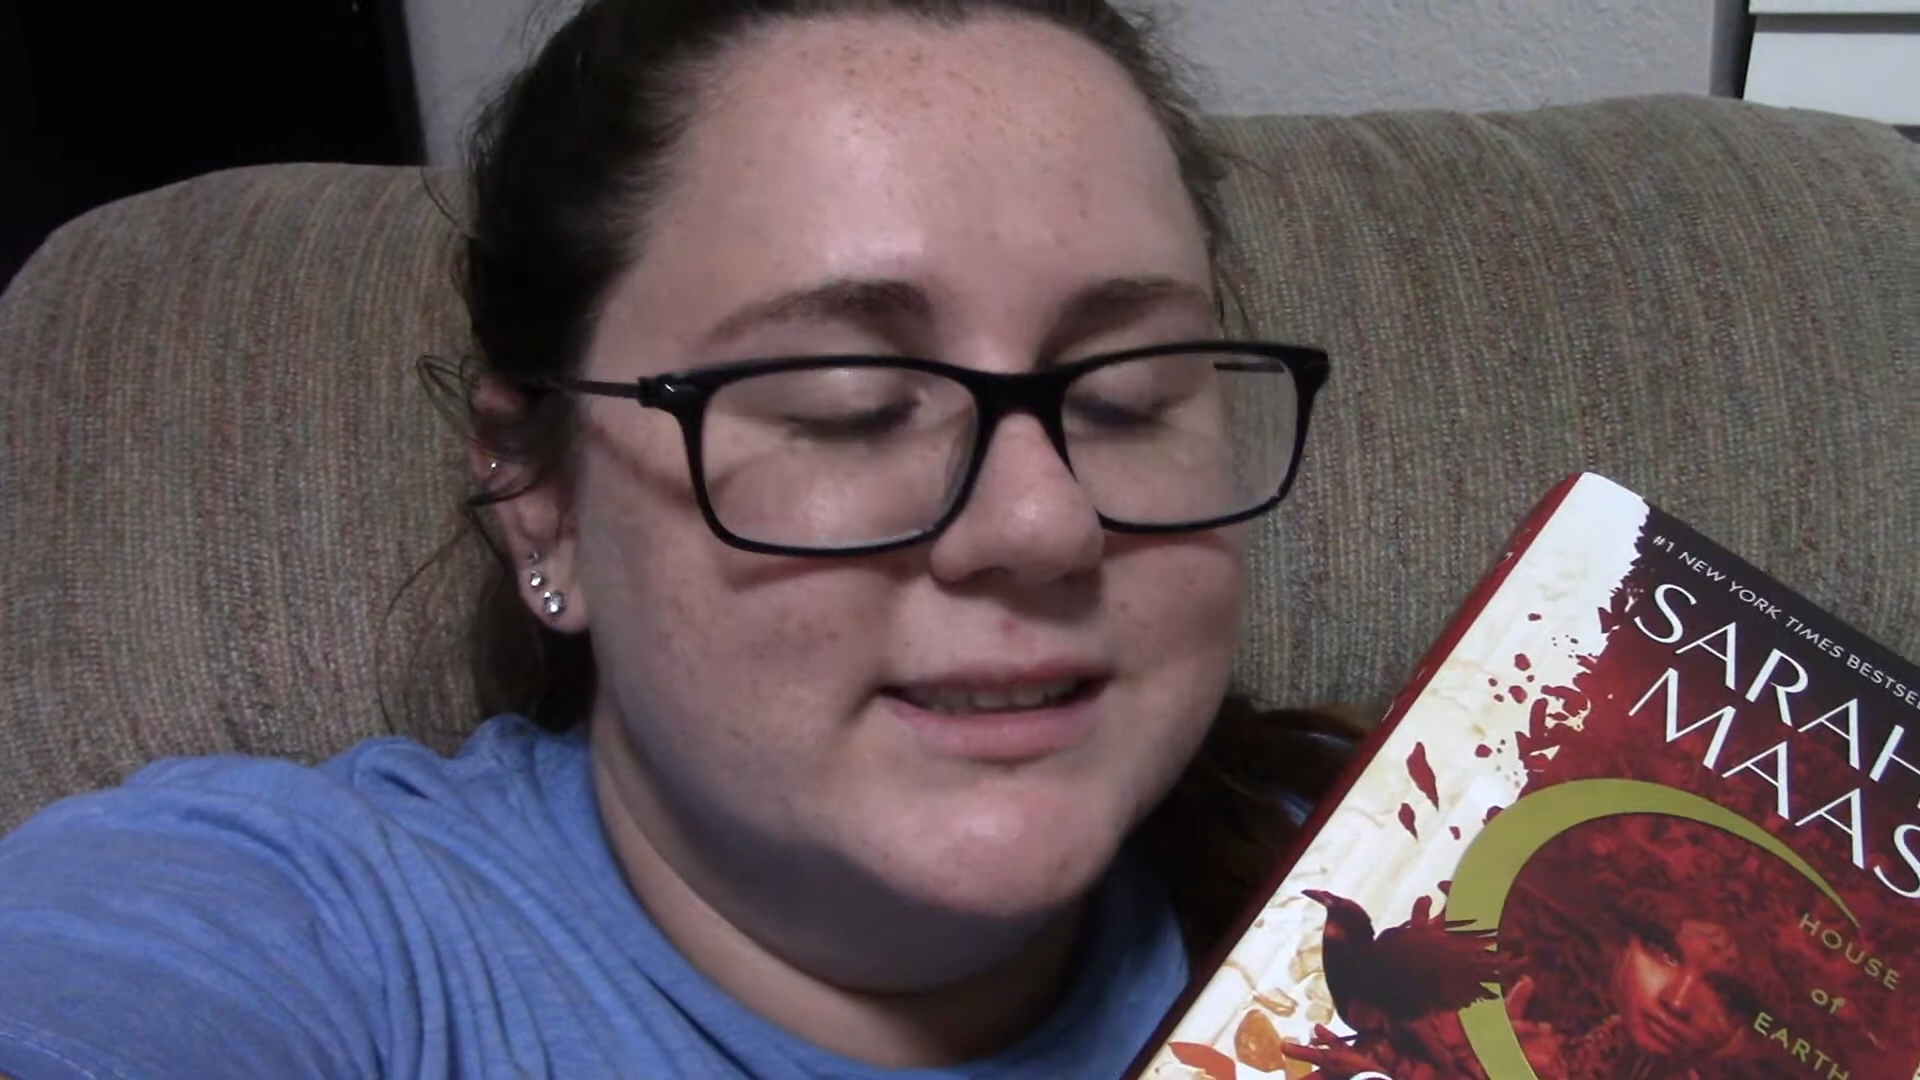 #1 NEW YORK TIMES BESTSE
SARAH
MAAS
HOUSE
of
EARTH